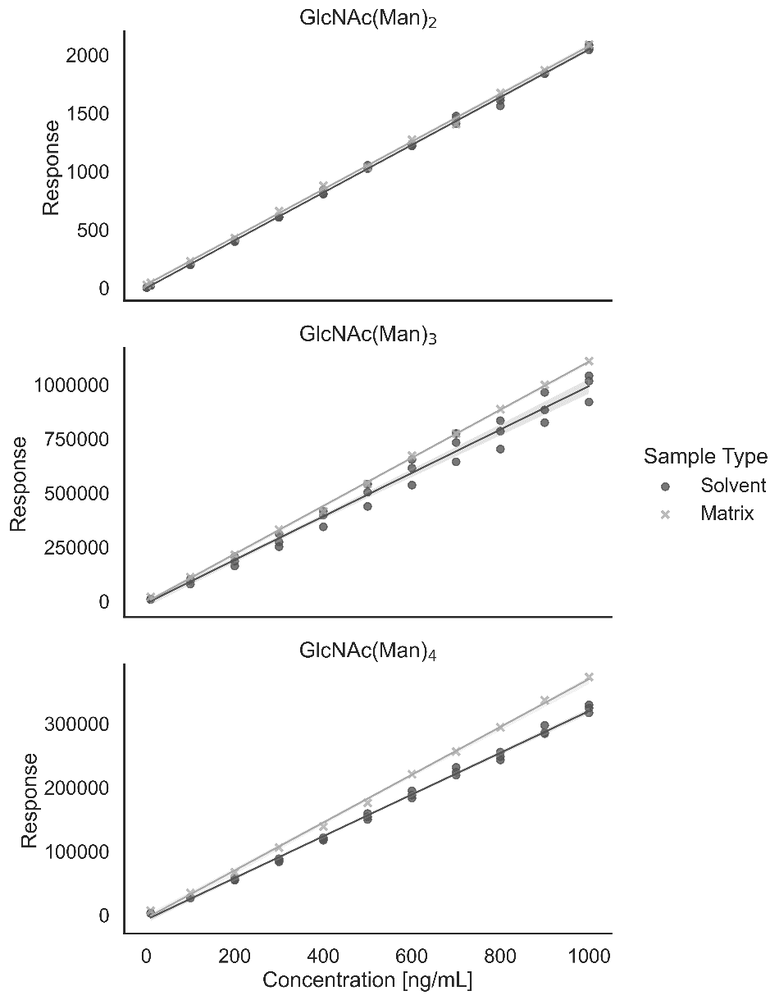 GlcNAc(Man)₂
2000
1500
1000
500
0
Response
GlcNAc(Man)₃
1000000
750000
500000
250000
0
Response
Sample Type
Solvent
Matrix
GlcNAc(Man)₄
300000
200000
100000
0
Response
0 200 400 600 800 1000
Concentration [ng/mL]